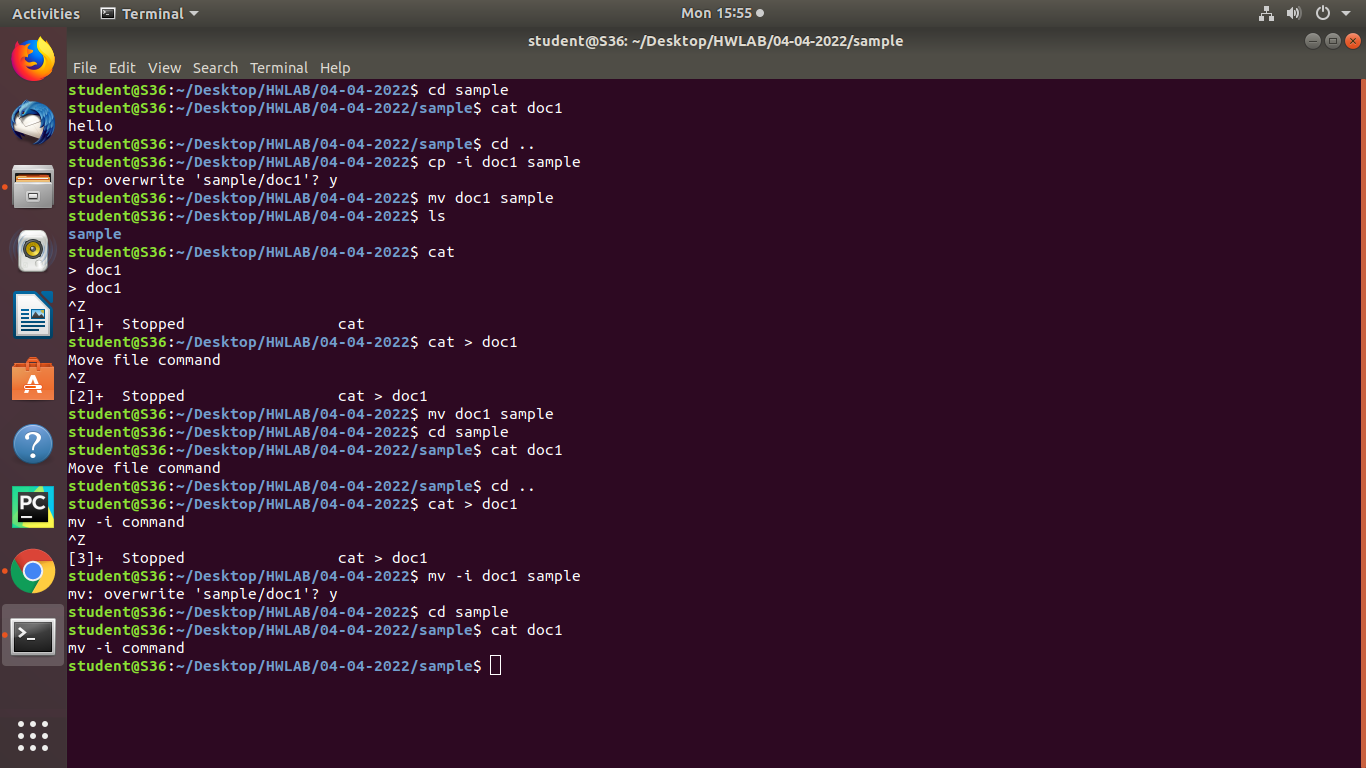 Activities Terminal Mon 15:55
student@S36: ~/Desktop/HWLAB/04-04-2022/sample
File Edit View Search Terminal Help
student@S36:~/Desktop/HWLAB/04-04-2022$ cd sample
student@S36:~/Desktop/HWLAB/04-04-2022/sample$ cat doc1
hello
student@S36:~/Desktop/HWLAB/04-04-2022/sample$ cd ..
student@S36:~/Desktop/HWLAB/04-04-2022$ cp -i doc1 sample
cp: overwrite 'sample/doc1'? y
student@S36:~/Desktop/HWLAB/04-04-2022$ mv doc1 sample
student@S36:~/Desktop/HWLAB/04-04-2022$ ls
sample
student@S36:~/Desktop/HWLAB/04-04-2022$ cat
> doc1
> doc1
^Z
[1]+  Stopped                 cat
student@S36:~/Desktop/HWLAB/04-04-2022$ cat > doc1
Move file command
^Z
[2]+  Stopped                 cat > doc1
student@S36:~/Desktop/HWLAB/04-04-2022$ mv doc1 sample
student@S36:~/Desktop/HWLAB/04-04-2022$ cd sample
student@S36:~/Desktop/HWLAB/04-04-2022/sample$ cat doc1
Move file command
student@S36:~/Desktop/HWLAB/04-04-2022/sample$ cd ..
student@S36:~/Desktop/HWLAB/04-04-2022$ cat > doc1
mv -i command
^Z
[3]+  Stopped                 cat > doc1
student@S36:~/Desktop/HWLAB/04-04-2022$ mv -i doc1 sample
mv: overwrite 'sample/doc1'? y
student@S36:~/Desktop/HWLAB/04-04-2022$ cd sample
student@S36:~/Desktop/HWLAB/04-04-2022/sample$ cat doc1
mv -i command
student@S36:~/Desktop/HWLAB/04-04-2022/sample$
PC